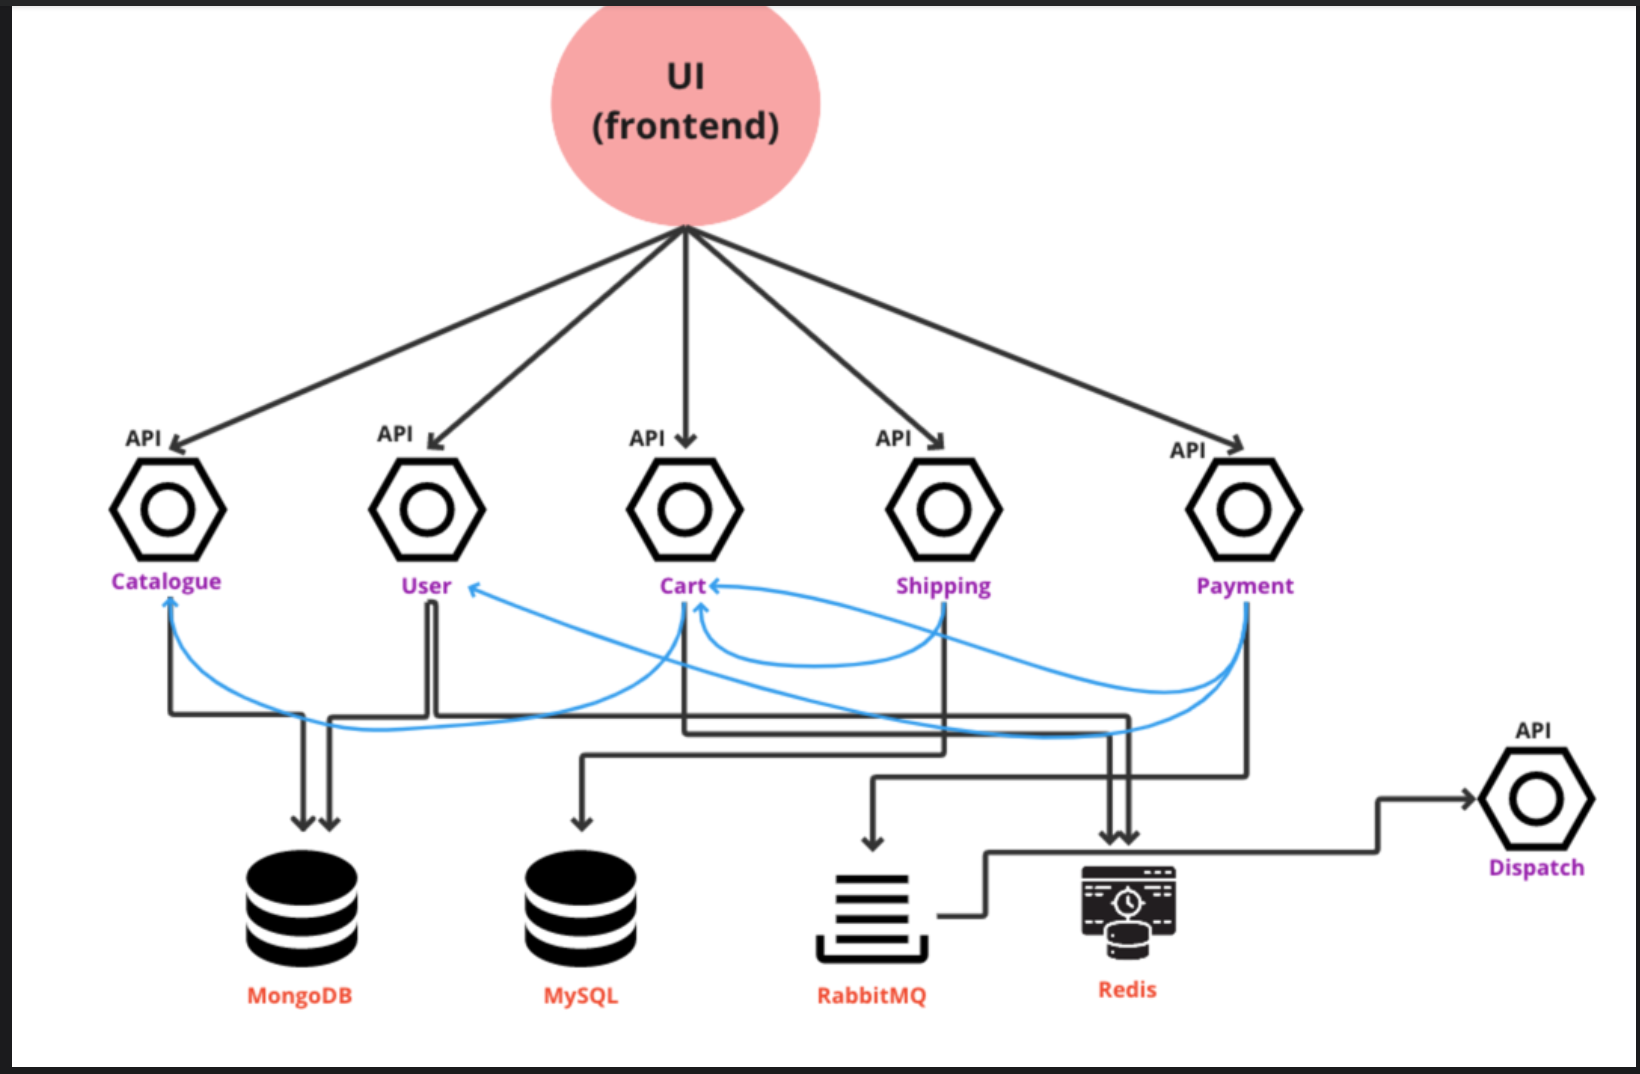 UI
(frontend)
API
API
API
API
API
Catalogue
User
Cart
Shipping
Payment
API
Dispatch
MongoDB
MySQL
RabbitMQ
Redis